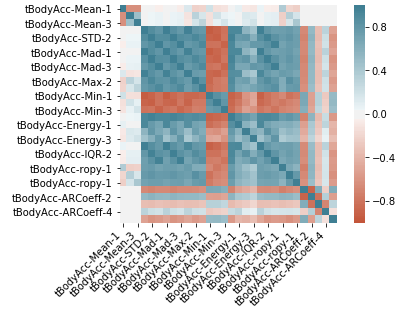 tBodyAcc-Mean-1
tBodyAcc-Mean-3
tBodyAcc-STD-2
tBodyAcc-Mad-1
tBodyAcc-Mad-3
tBodyAcc-Max-2
tBodyAcc-Min-1
tBodyAcc-Min-3
tBodyAcc-Energy-1
tBodyAcc-Energy-3
tBodyAcc-IQR-2
tBodyAcc-ropy-1
tBodyAcc-ropy-1
tBodyAcc-ARCoeff-2
tBodyAcc-ARCoeff-4
tBodyAcc-Mean-1
tBodyAcc-Mean-3
tBodyAcc-STD-2
tBodyAcc-Mad-1
tBodyAcc-Mad-3
tBodyAcc-Max-2
tBodyAcc-Min-1
tBodyAcc-Min-3
tBodyAcc-Energy-1
tBodyAcc-Energy-3
tBodyAcc-IQR-2
tBodyAcc-ropy-1
tBodyAcc-ropy-1
tBodyAcc-ARCoeff-2
tBodyAcc-ARCoeff-4
0.8
0.4
0.0
−0.4
−0.8